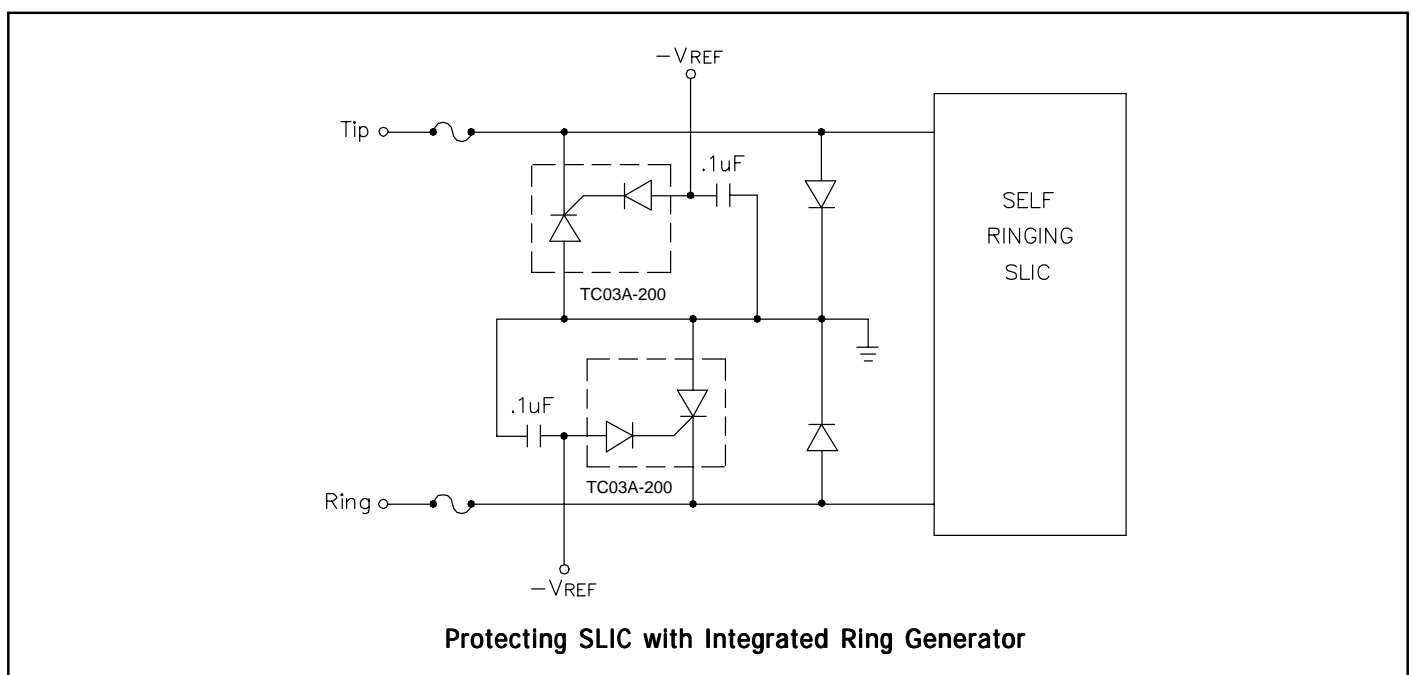 −VREF
Tip
.1uF
SELF
RINGING
SLIC
TC03A-200
.1uF
TC03A-200
Ring
−VREF
Protecting SLIC with Integrated Ring Generator